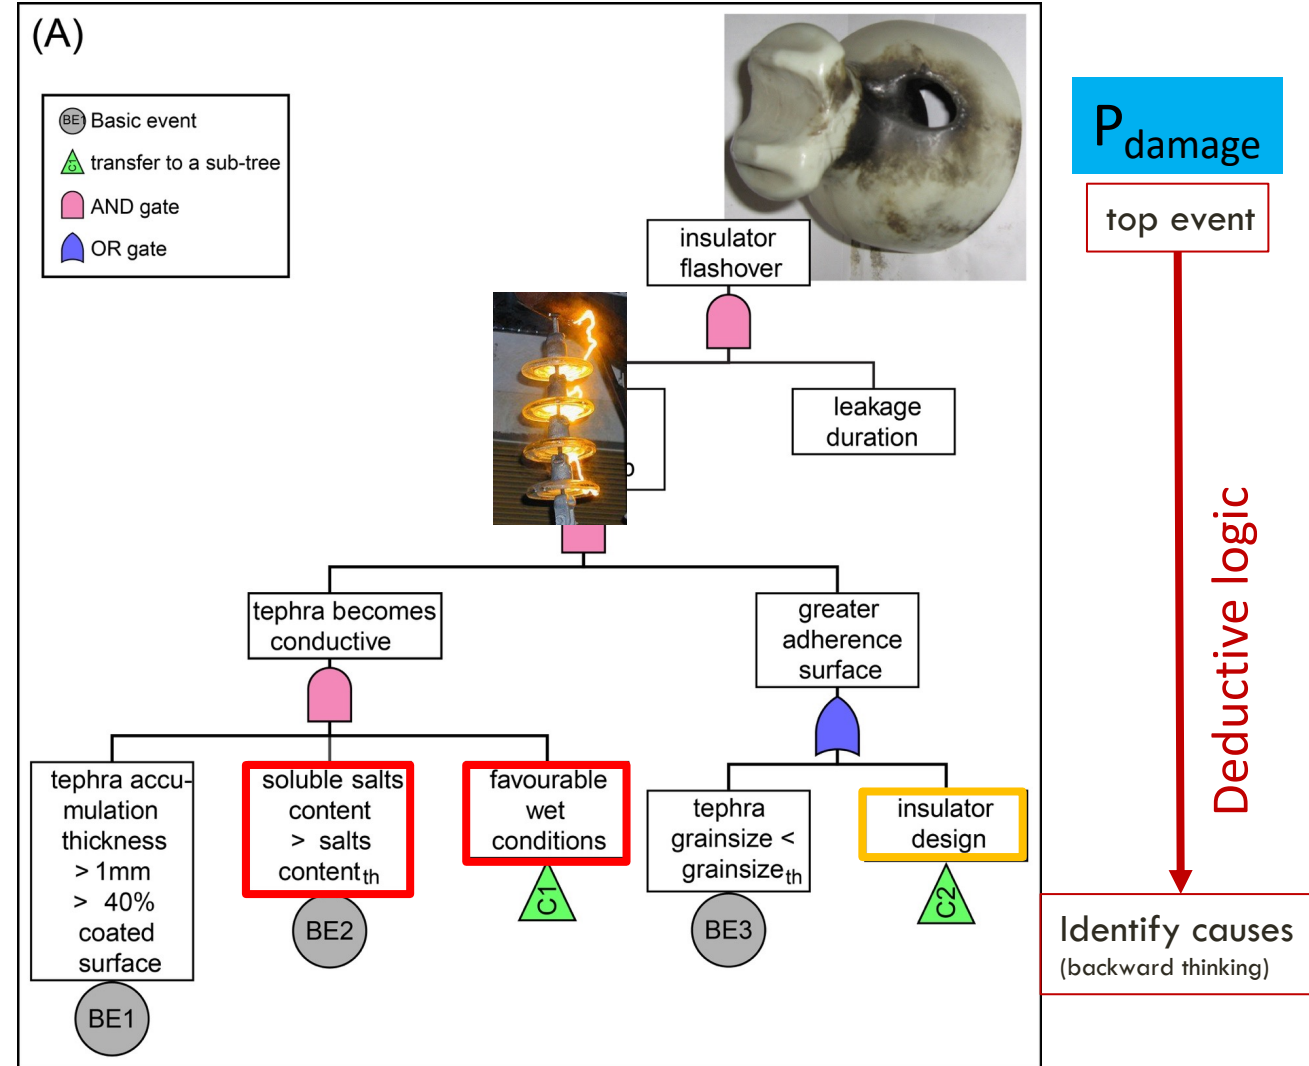 (A)
BE1 Basic event
C1 transfer to a sub-tree
AND gate
OR gate
insulator
flashover
leakage
duration
tephra becomes
conductive
greater
adherence
surface
tephra accu-
mulation
thickness
> 1mm
> 40%
coated
surface
BE1
soluble salts
content
> salts
content th
BE2
favourable
wet
conditions
C1
tephra
grainsize <
grainsize th
BE3
insulator
design
C2
P damage
top event
Deductive logic
Identify causes
(backward thinking)